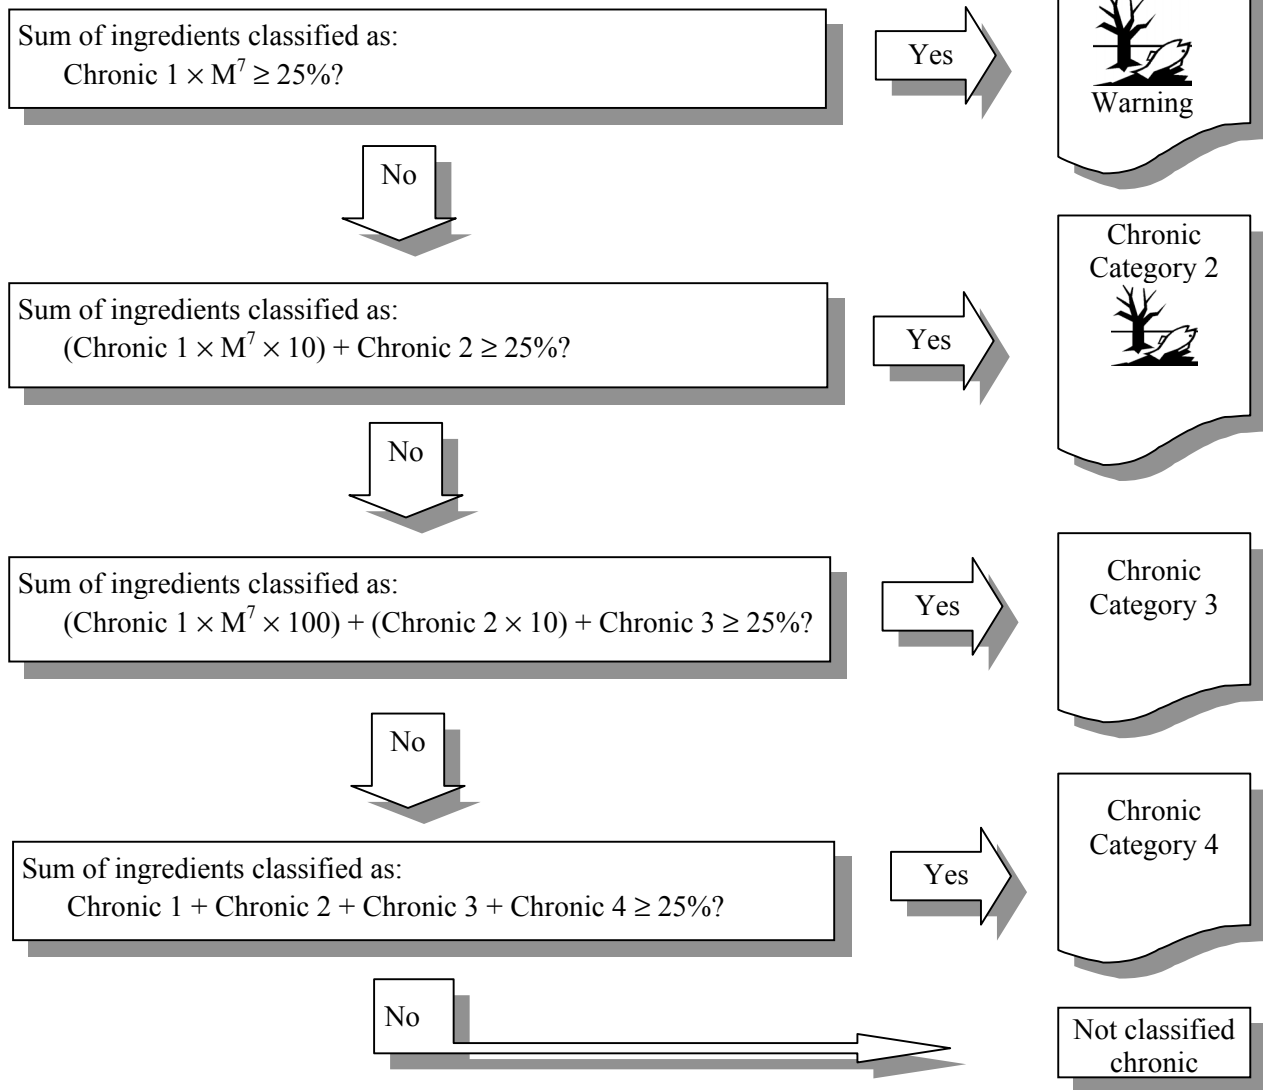 Sum of ingredients classified as:
Chronic 1 × M⁷ ≥ 25%?
Yes
Warning
No
Chronic
Category 2
Sum of ingredients classified as:
(Chronic 1 × M⁷ × 10) + Chronic 2 ≥ 25%?
Yes
No
Sum of ingredients classified as:
(Chronic 1 × M⁷ × 100) + (Chronic 2 × 10) + Chronic 3 ≥ 25%?
Yes
Chronic
Category 3
No
Sum of ingredients classified as:
Chronic 1 + Chronic 2 + Chronic 3 + Chronic 4 ≥ 25%?
Yes
Chronic
Category 4
No
Not classified
chronic